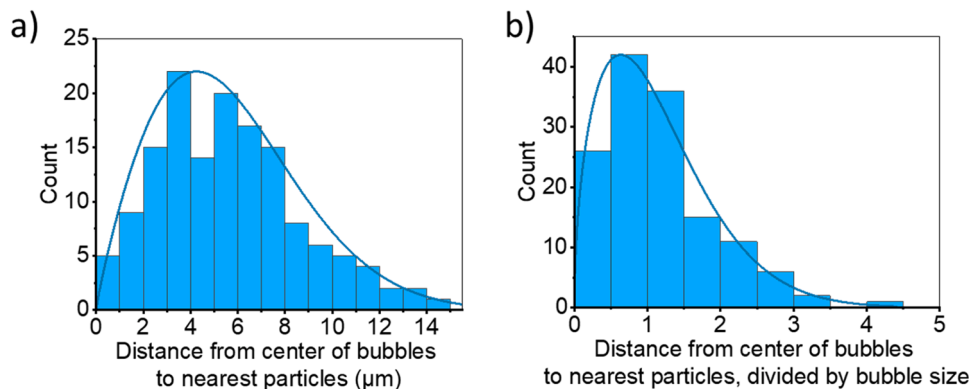 a)
25
20
15
10
5
0
Count
0 2 4 6 8 10 12 14
Distance from center of bubbles
to nearest particles (µm)
b)
40
30
20
10
0
Count
0 1 2 3 4 5
Distance from center of bubbles
to nearest particles, divided by bubble size